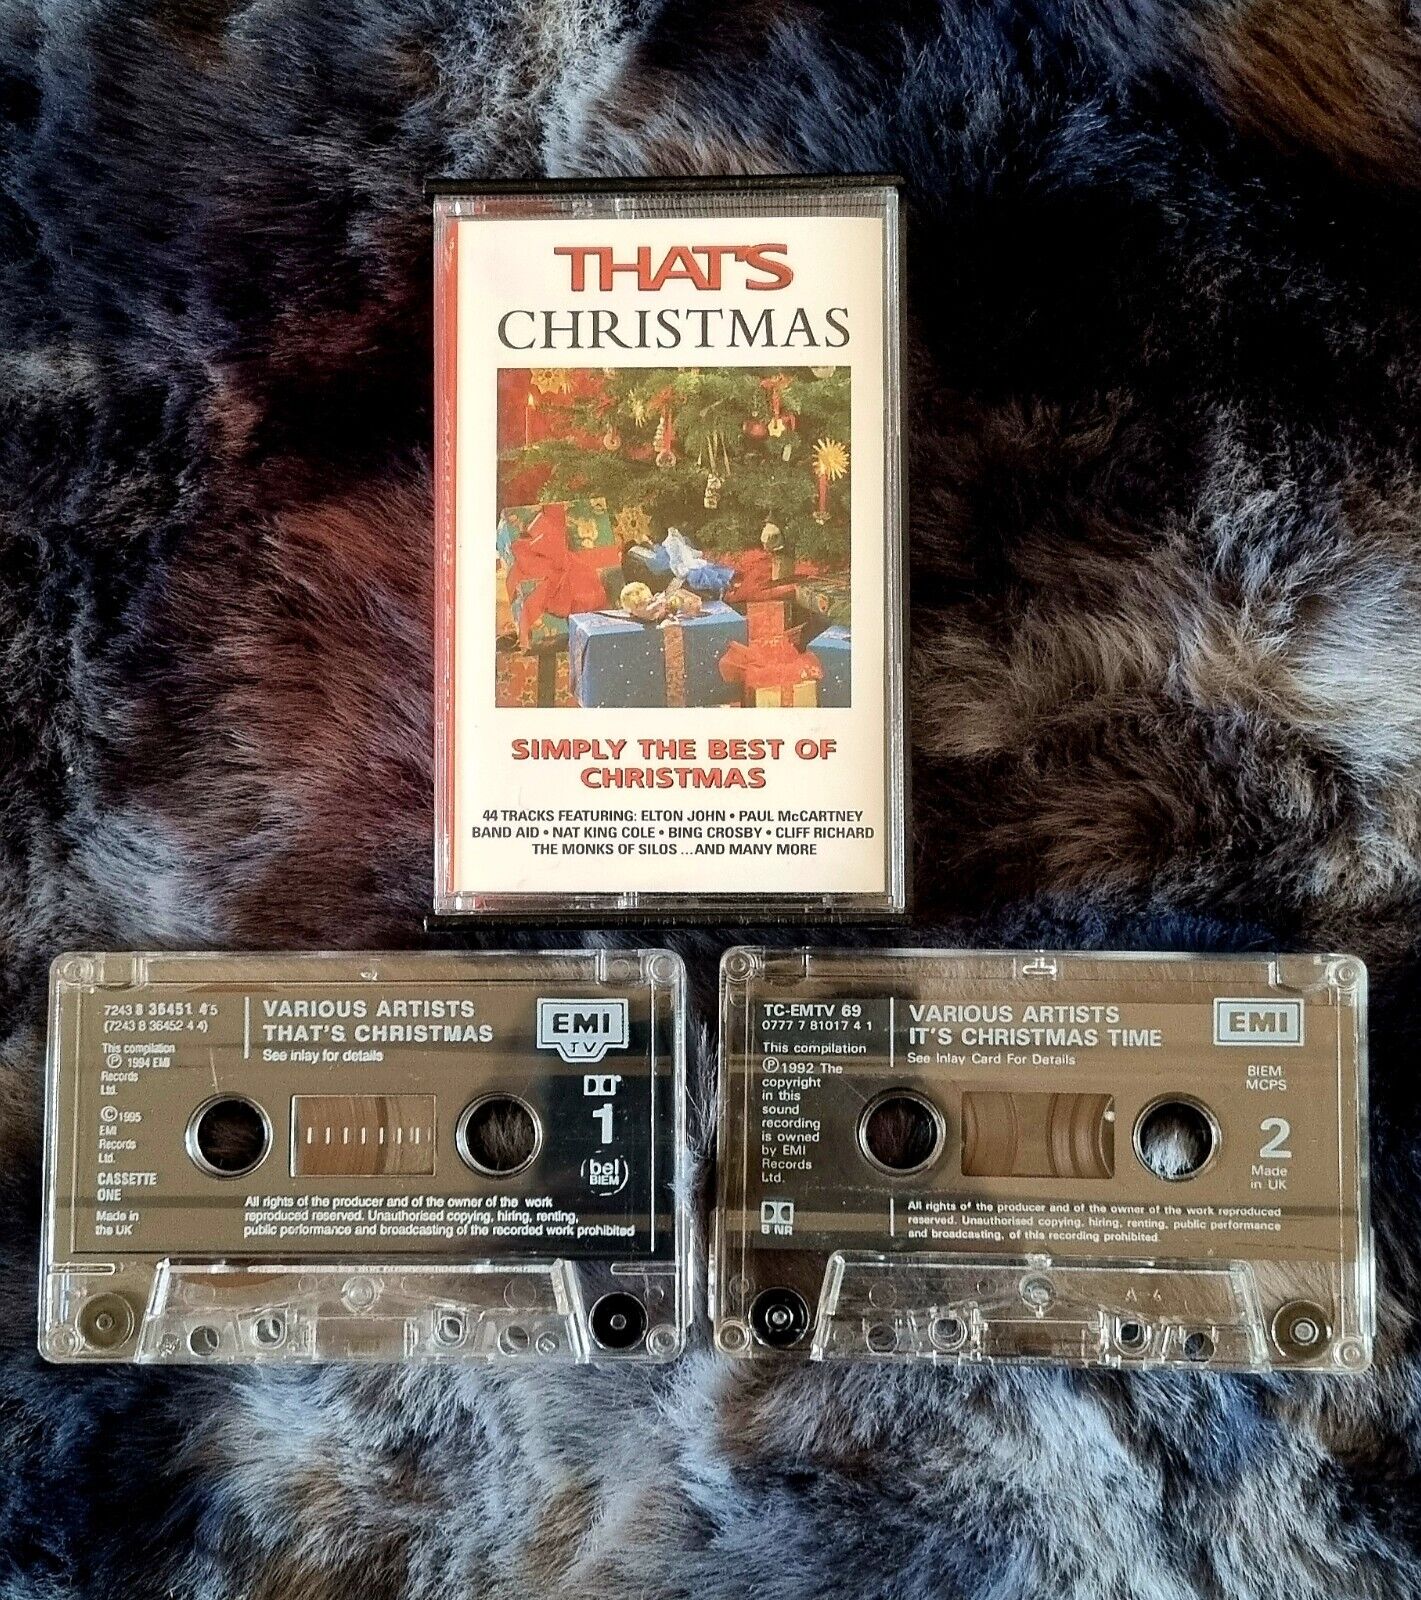 THAT'S
CHRISTMAS
SIMPLY THE BEST OF
CHRISTMAS
44 TRACKS FEATURING: ELTON JOHN • PAUL McCARTNEY
BAND AID • NAT KING COLE • BING CROSBY • CLIFF RICHARD
THE MONKS OF SILOS ...AND MANY MORE
7243 8 36451 4 5
(7243 8 36452 4 4)
This compilation
Ⓟ 1994 EMI
Records
Ltd.
© 1995
EMI
Records
Ltd.
CASSETTE
ONE
Made in
the UK
VARIOUS ARTISTS
THAT'S CHRISTMAS
See inlay for details
EMI
TV
1
bel
BIEM
All rights of the producer and of the owner of the work
reproduced reserved. Unauthorised copying, hiring, renting,
public performance and broadcasting of the recorded work prohibited
TC-EMTV 69
0777 7 81017 4 1
This compilation
Ⓟ 1992 The
copyright
in this
sound
recording
is owned
by EMI
Records
Ltd.
B NR
VARIOUS ARTISTS
IT'S CHRISTMAS TIME
See Inlay Card For Details
EMI
BIEM
MCPS
2
Made
in UK
All rights of the producer and of the owner of the work reproduced
reserved. Unauthorised copying, hiring, renting, public performance
and broadcasting, of this recording prohibited.
A-4